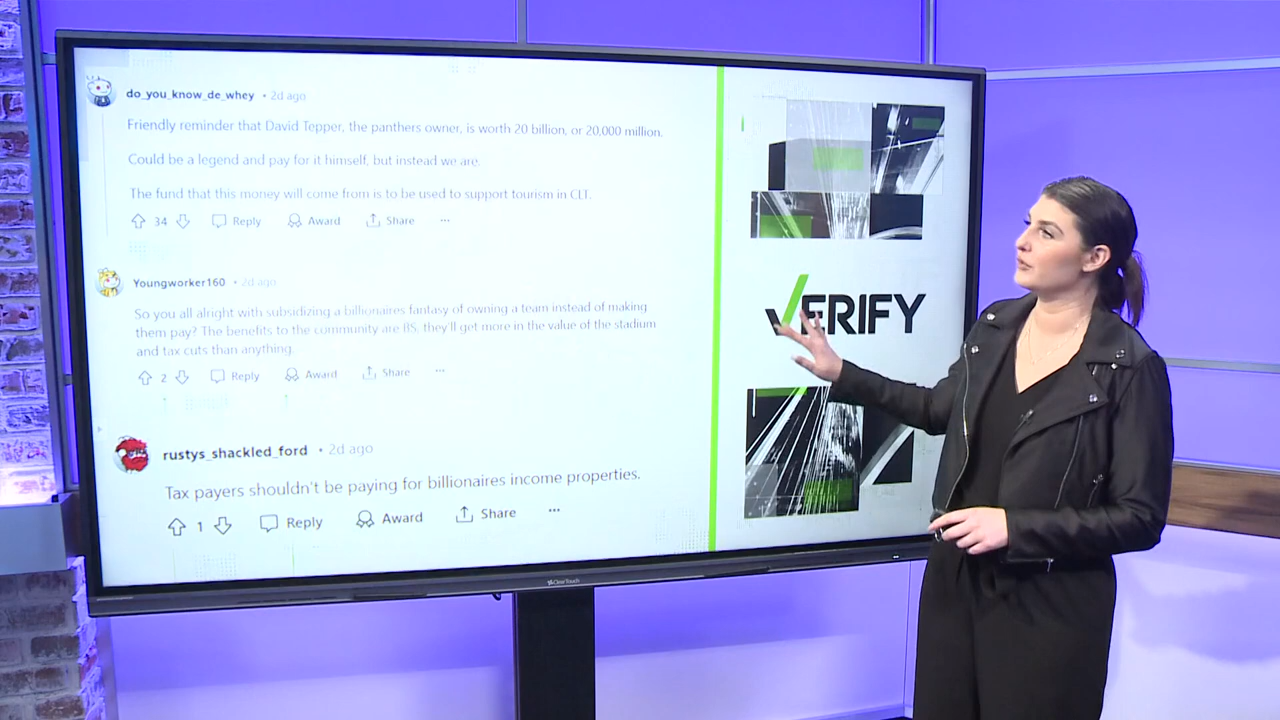 do_you_know_de_whey • 2d ago
Friendly reminder that David Tepper, the panthers owner, is worth 20 billion, or 20,000 million.
Could be a legend and pay for it himself, but instead we are.
The fund that this money will come from is to be used to support tourism in CLT.
34 Reply Award Share ...
Youngworker160 • 2d ago
So you all alright with subsidizing a billionaires fantasy of owning a team instead of making
them pay? The benefits to the community are BS, they'll get more in the value of the stadium
and tax cuts than anything.
2 Reply Award Share ...
rustys_shackled_ford • 2d ago
Tax payers shouldn't be paying for billionaires income properties.
1 Reply Award Share ...
VERIFY
ClearTouch